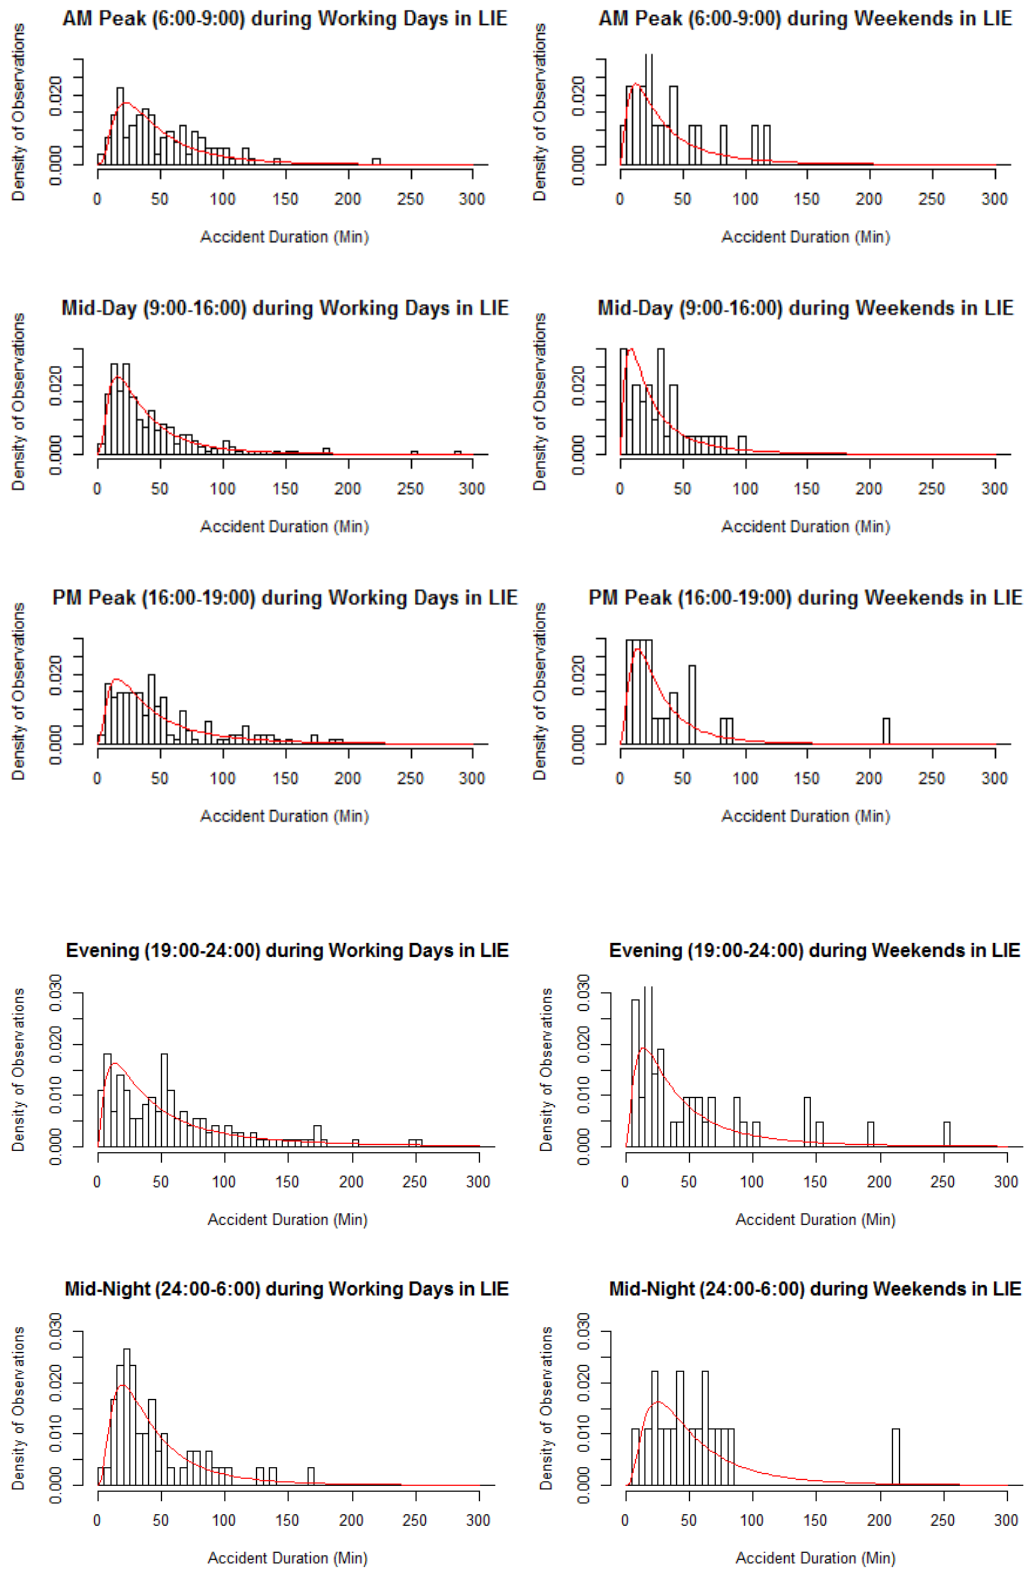 AM Peak (6:00-9:00) during Working Days in LIE
Density of Observations
0.000 0.020
0 50 100 150 200 250 300
Accident Duration (Min)
AM Peak (6:00-9:00) during Weekends in LIE
Density of Observations
0.000 0.020
0 50 100 150 200 250 300
Accident Duration (Min)
Mid-Day (9:00-16:00) during Working Days in LIE
Density of Observations
0.000 0.020
0 50 100 150 200 250 300
Accident Duration (Min)
Mid-Day (9:00-16:00) during Weekends in LIE
Density of Observations
0.000 0.020
0 50 100 150 200 250 300
Accident Duration (Min)
PM Peak (16:00-19:00) during Working Days in LIE
Density of Observations
0.000 0.020
0 50 100 150 200 250 300
Accident Duration (Min)
PM Peak (16:00-19:00) during Weekends in LIE
Density of Observations
0.000 0.020
0 50 100 150 200 250 300
Accident Duration (Min)
Evening (19:00-24:00) during Working Days in LIE
Density of Observations
0.000 0.010 0.020 0.030
0 50 100 150 200 250 300
Accident Duration (Min)
Evening (19:00-24:00) during Weekends in LIE
Density of Observations
0.000 0.010 0.020 0.030
0 50 100 150 200 250 300
Accident Duration (Min)
Mid-Night (24:00-6:00) during Working Days in LIE
Density of Observations
0.000 0.010 0.020 0.030
0 50 100 150 200 250 300
Accident Duration (Min)
Mid-Night (24:00-6:00) during Weekends in LIE
Density of Observations
0.000 0.010 0.020 0.030
0 50 100 150 200 250 300
Accident Duration (Min)